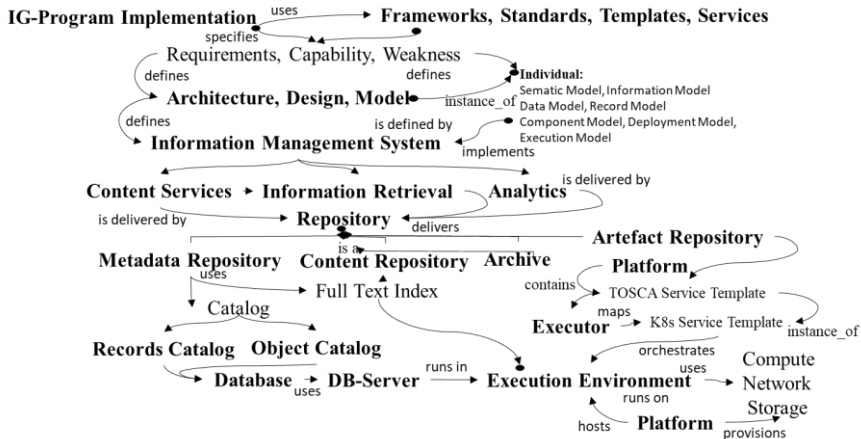 IG-Program Implementation uses Frameworks, Standards, Templates, Services
specifies
Requirements, Capability, Weakness
defines defines Individual:
Sematic Model, Information Model
Architecture, Design, Model instance_of Data Model, Record Model
defines is defined by Component Model, Deployment Model,
Execution Model
Information Management System implements
Content Services Information Retrieval Analytics is delivered by
is delivered by Repository delivers
is a Artefact Repository
Metadata Repository Content Repository Archive Platform
uses Full Text Index contains TOSCA Service Template
Catalog maps
Executor K8s Service Template instance_of
Records Catalog Object Catalog orchestrates Compute
Database uses DB-Server runs in Execution Environment uses Network
runs on Storage
hosts Platform provisions